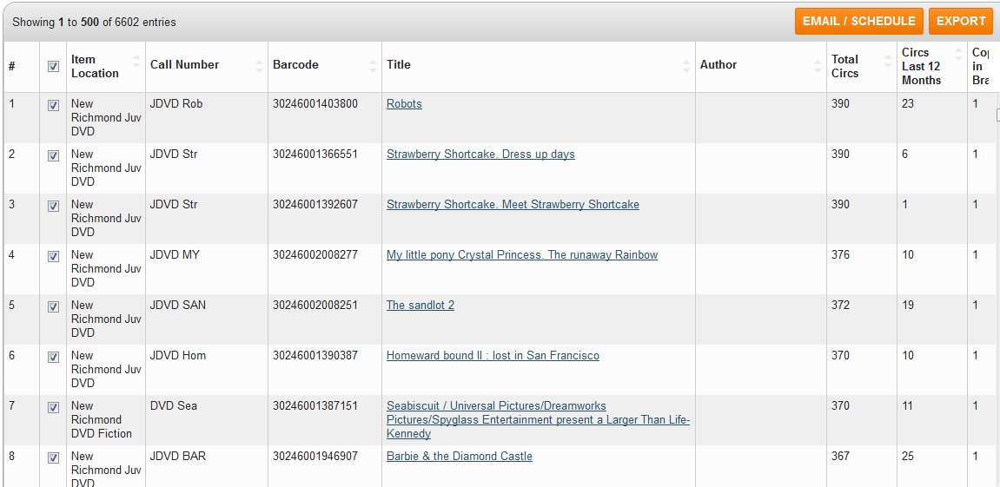 Showing 1 to 500 of 6602 entries
EMAIL / SCHEDULE
EXPORT
# Item Location Call Number Barcode Title Author Total Circs Circs Last 12 Months Cop in Bra
1 New Richmond Juv DVD JDVD Rob 30246001403800 Robots 390 23 1
2 New Richmond Juv DVD JDVD Str 30246001366551 Strawberry Shortcake. Dress up days 390 6 1
3 New Richmond Juv DVD JDVD Str 30246001392607 Strawberry Shortcake. Meet Strawberry Shortcake 390 1 1
4 New Richmond Juv DVD JDVD MY 30246002008277 My little pony Crystal Princess. The runaway Rainbow 376 10 1
5 New Richmond Juv DVD JDVD SAN 30246002008251 The sandlot 2 372 19 1
6 New Richmond Juv DVD JDVD Hom 30246001390387 Homeward bound II : lost in San Francisco 370 10 1
7 New Richmond DVD Fiction DVD Sea 30246001387151 Seabiscuit / Universal Pictures/Dreamworks Pictures/Spyglass Entertainment present a Larger Than Life-Kennedy 370 11 1
8 New Richmond Juv DVD JDVD BAR 30246001946907 Barbie & the Diamond Castle 367 25 1